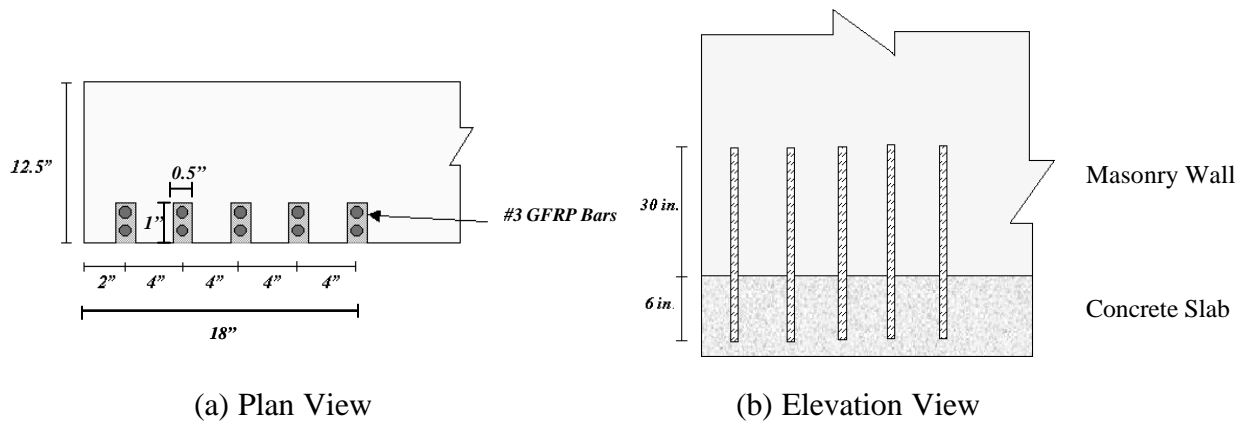 12.5”
0.5”
1”
#3 GFRP Bars
2” 4” 4” 4” 4”
18”
(a) Plan View
30 in.
6 in.
Masonry Wall
Concrete Slab
(b) Elevation View